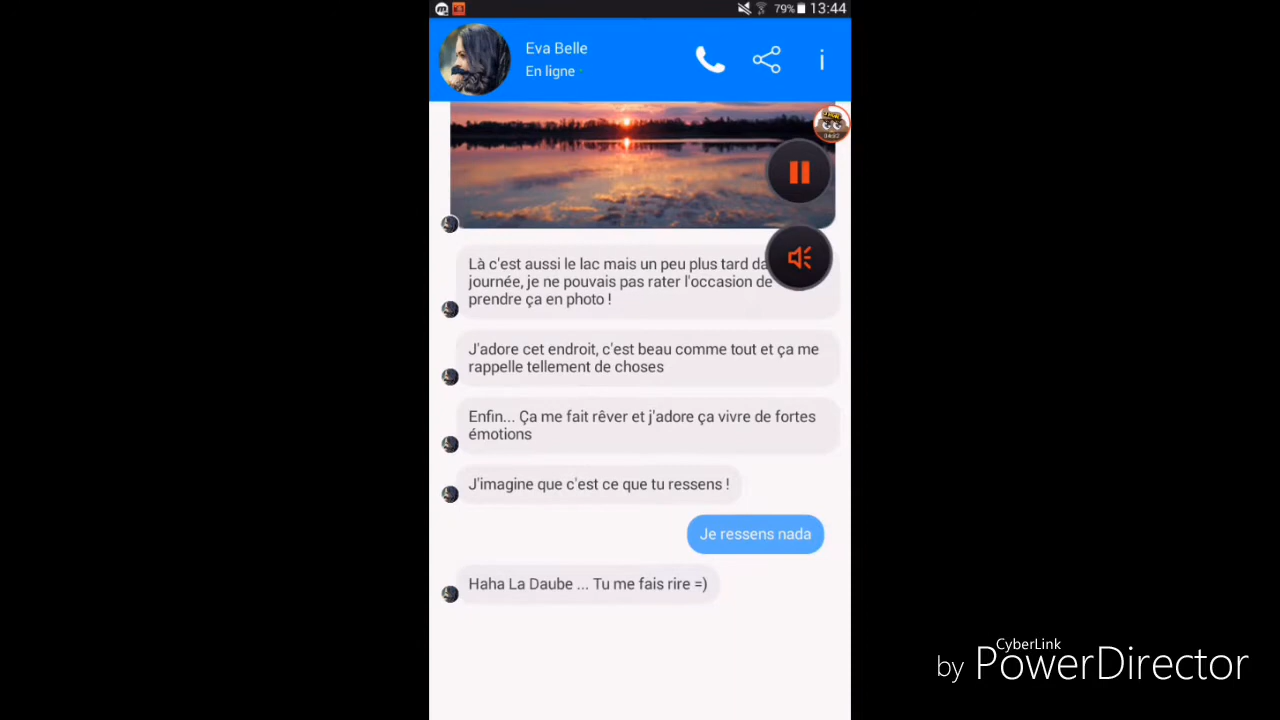 79% 13:44
Eva Belle
En ligne
i
Là c'est aussi le lac mais un peu plus tard da
journée, je ne pouvais pas rater l'occasion de
prendre ça en photo !
J'adore cet endroit, c'est beau comme tout et ça me
rappelle tellement de choses
Enfin... Ça me fait rêver et j'adore ça vivre de fortes
émotions
J'imagine que c'est ce que tu ressens !
Je ressens nada
Haha La Daube ... Tu me fais rire =)
CyberLink
by PowerDirector